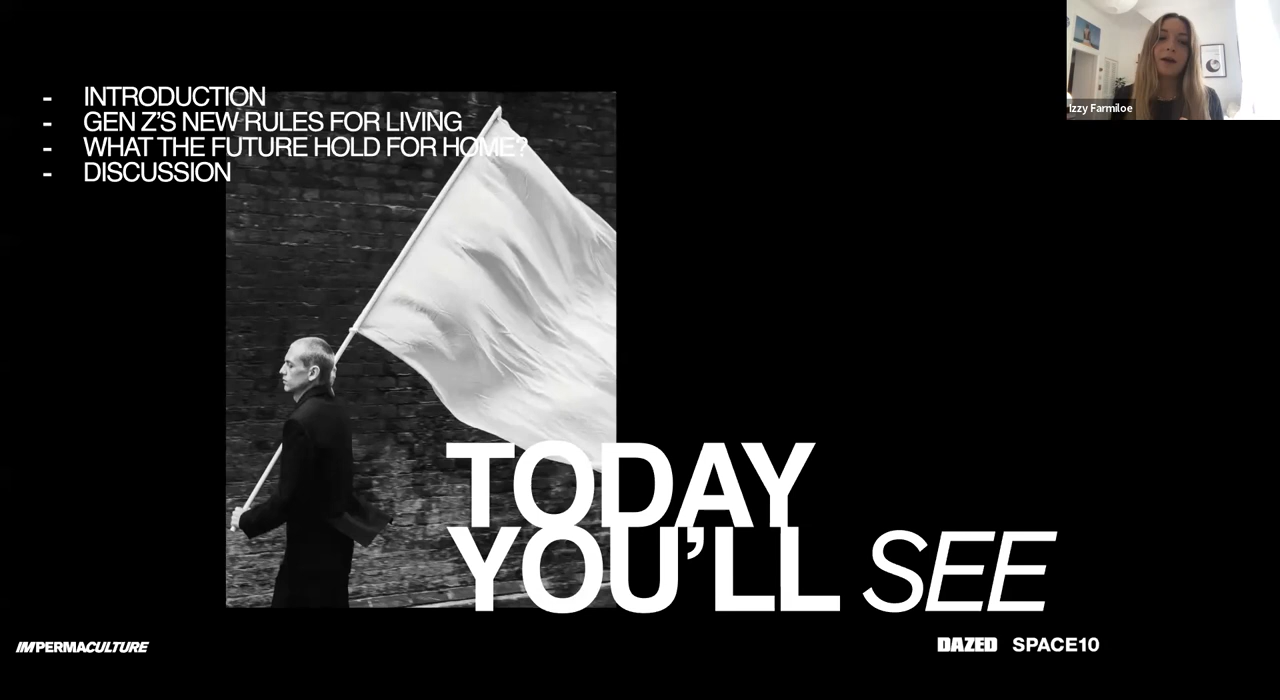 - INTRODUCTION
- GEN Z'S NEW RULES FOR LIVING
- WHAT THE FUTURE HOLD FOR HOME?
- DISCUSSION
Izzy Farmiloe
TODAY
YOU'LL SEE
IMPERMACULTURE
DAZED SPACE10